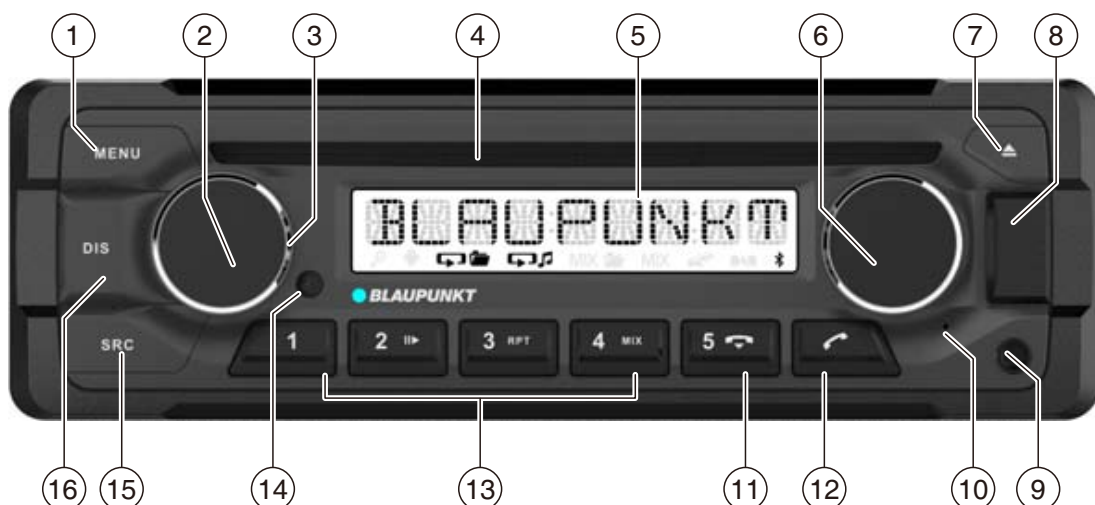 1 2 3 4 5 6 7 8
MENU
BLAUPUNKT
DIS
MIX MIX
BLAUPUNKT
SRC
1 2 3 RPT 4 MIX 5
16 15 14 13 11 12 10 9